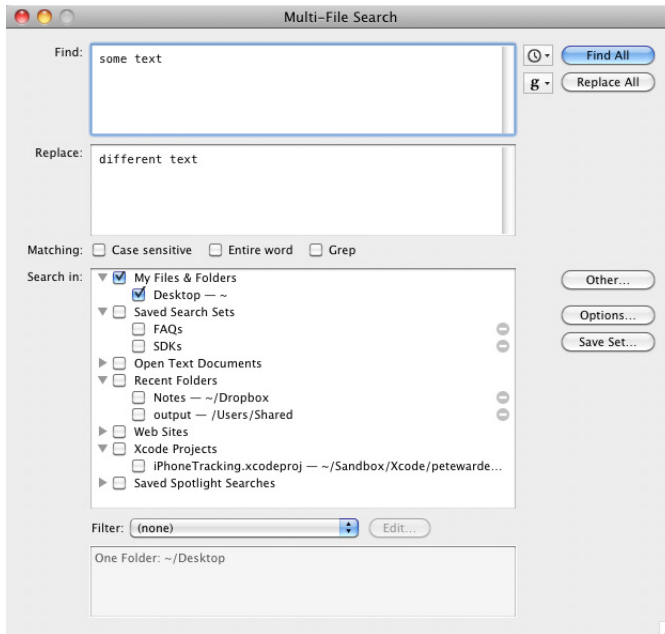 Multi-File Search
Find: some text
Find All
g
Replace All
Replace: different text
Matching: Case sensitive Entire word Grep
Search in: My Files & Folders
Other...
Desktop — ~
Saved Search Sets
Options...
FAQs
SDKs
Save Set...
Open Text Documents
Recent Folders
Notes — ~/Dropbox
output — /Users/Shared
Web Sites
Xcode Projects
iPhoneTracking.xcodeproj — ~/Sandbox/Xcode/petewarde...
Saved Spotlight Searches
Filter: (none) Edit...
One Folder: ~/Desktop